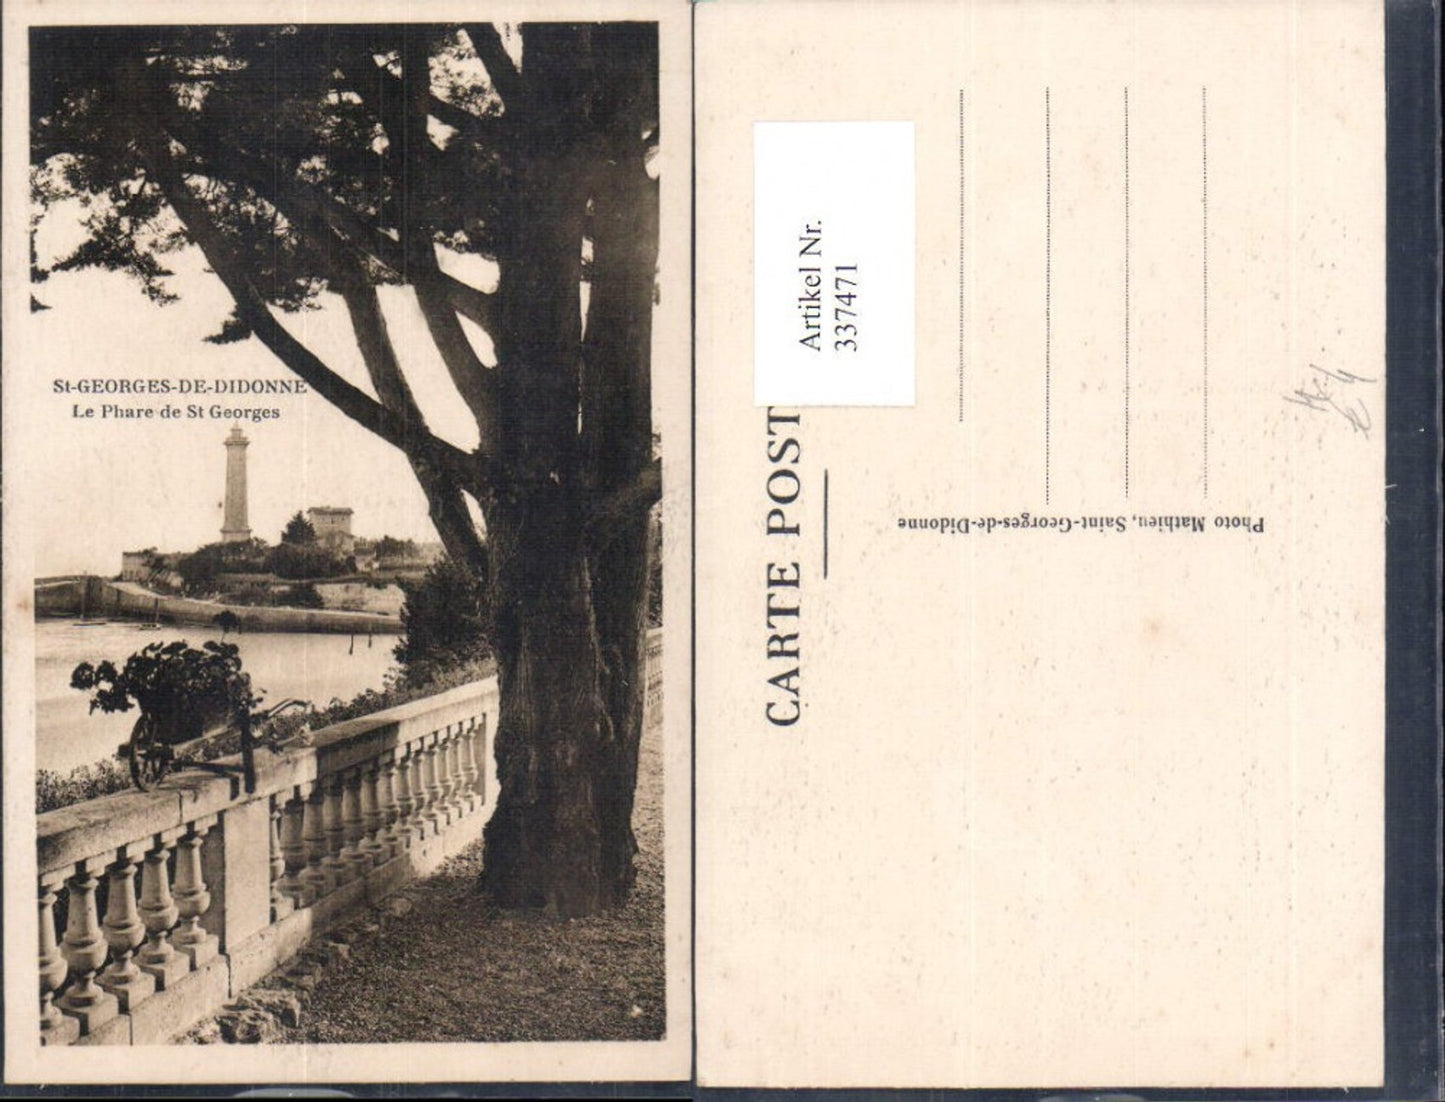 St-GEORGES-DE-DIDONNE
Le Phare de St Georges
Artikel Nr.
337471
CARTE POST
Photo Mathieu, Saint-Georges-de-Didonne